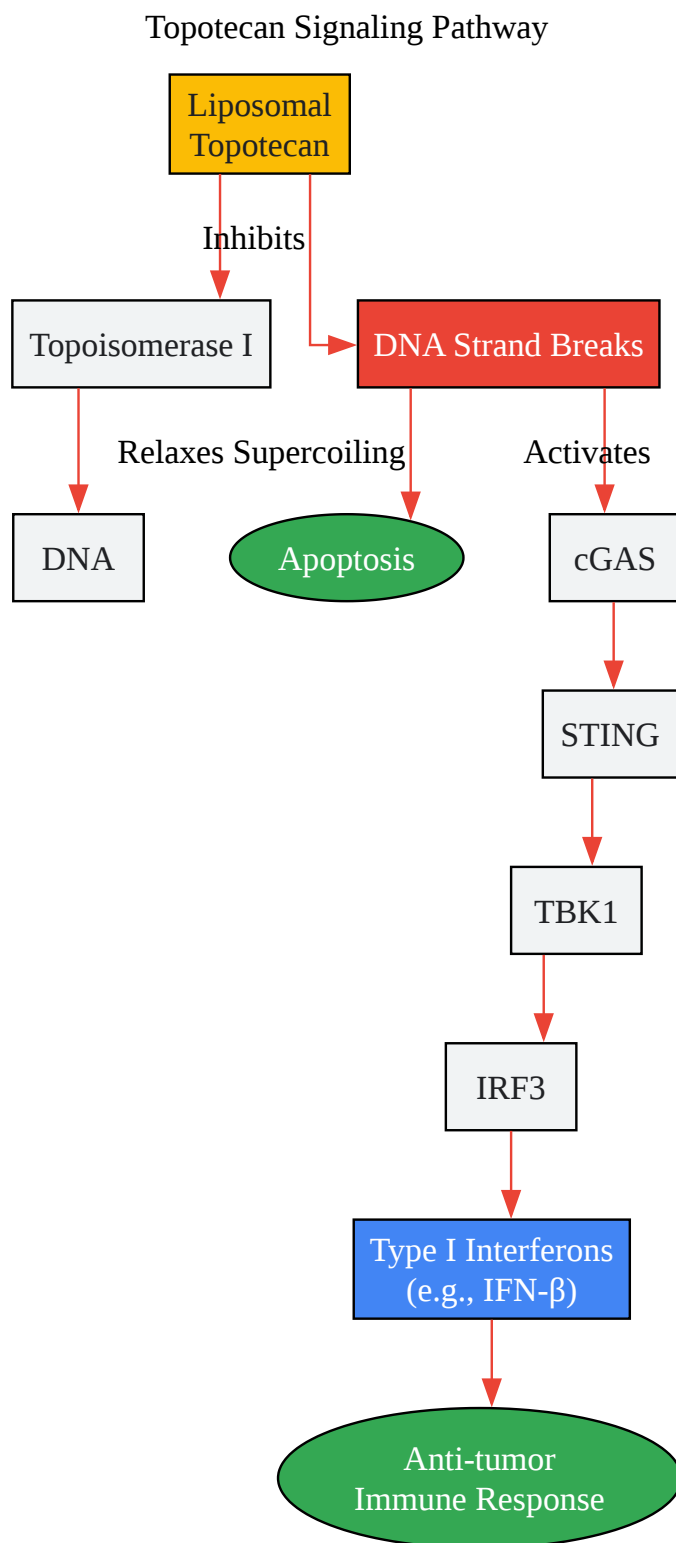 Topotecan Signaling Pathway
Liposomal
Topotecan
Inhibits
Topoisomerase I
DNA Strand Breaks
Relaxes Supercoiling
Activates
DNA
Apoptosis
cGAS
STING
TBK1
IRF3
Type I Interferons
(e.g., IFN-β)
Anti-tumor
Immune Response